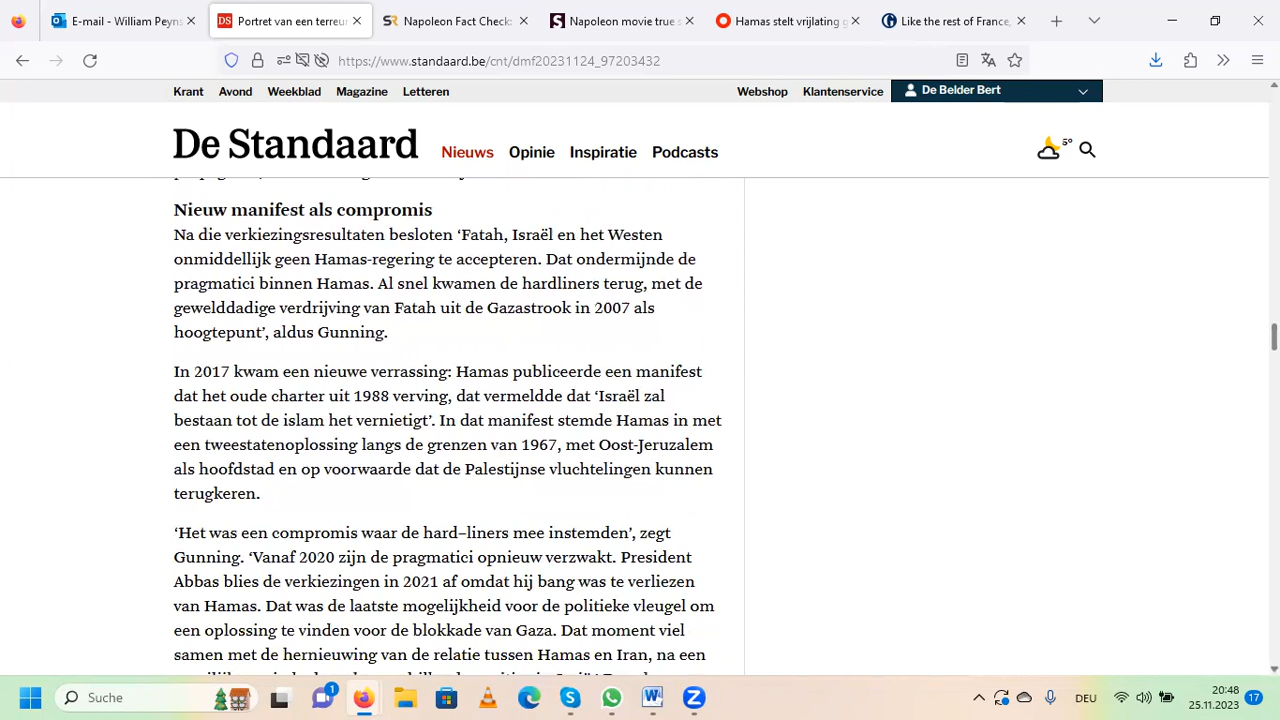 E-mail - William Peyns
Portret van een terreur
Napoleon Fact Check:
Napoleon movie true s
Hamas stelt vrijlating g
Like the rest of France,
https://www.standaard.be/cnt/dmf20231124_97203432
Krant Avond Weekblad Magazine Letteren Webshop Klantenservice De Belder Bert
De Standaard Nieuws Opinie Inspiratie Podcasts 5°
Nieuw manifest als compromis
Na die verkiezingsresultaten besloten ‘Fatah, Israël en het Westen
onmiddellijk geen Hamas-regering te accepteren. Dat ondermijnde de
pragmatici binnen Hamas. Al snel kwamen de hardliners terug, met de
gewelddadige verdrijving van Fatah uit de Gazastrook in 2007 als
hoogtepunt’, aldus Gunning.
In 2017 kwam een nieuwe verrassing: Hamas publiceerde een manifest
dat het oude charter uit 1988 verving, dat vermeldde dat ‘Israël zal
bestaan tot de islam het vernietigt’. In dat manifest stemde Hamas in met
een tweestatenoplossing langs de grenzen van 1967, met Oost-Jeruzalem
als hoofdstad en op voorwaarde dat de Palestijnse vluchtelingen kunnen
terugkeren.
‘Het was een compromis waar de hard–liners mee instemden’, zegt
Gunning. ‘Vanaf 2020 zijn de pragmatici opnieuw verzwakt. President
Abbas blies de verkiezingen in 2021 af omdat hij bang was te verliezen
van Hamas. Dat was de laatste mogelijkheid voor de politieke vleugel om
een oplossing te vinden voor de blokkade van Gaza. Dat moment viel
samen met de hernieuwing van de relatie tussen Hamas en Iran, na een
Suche 1 DEU 20:48
25.11.2023 17